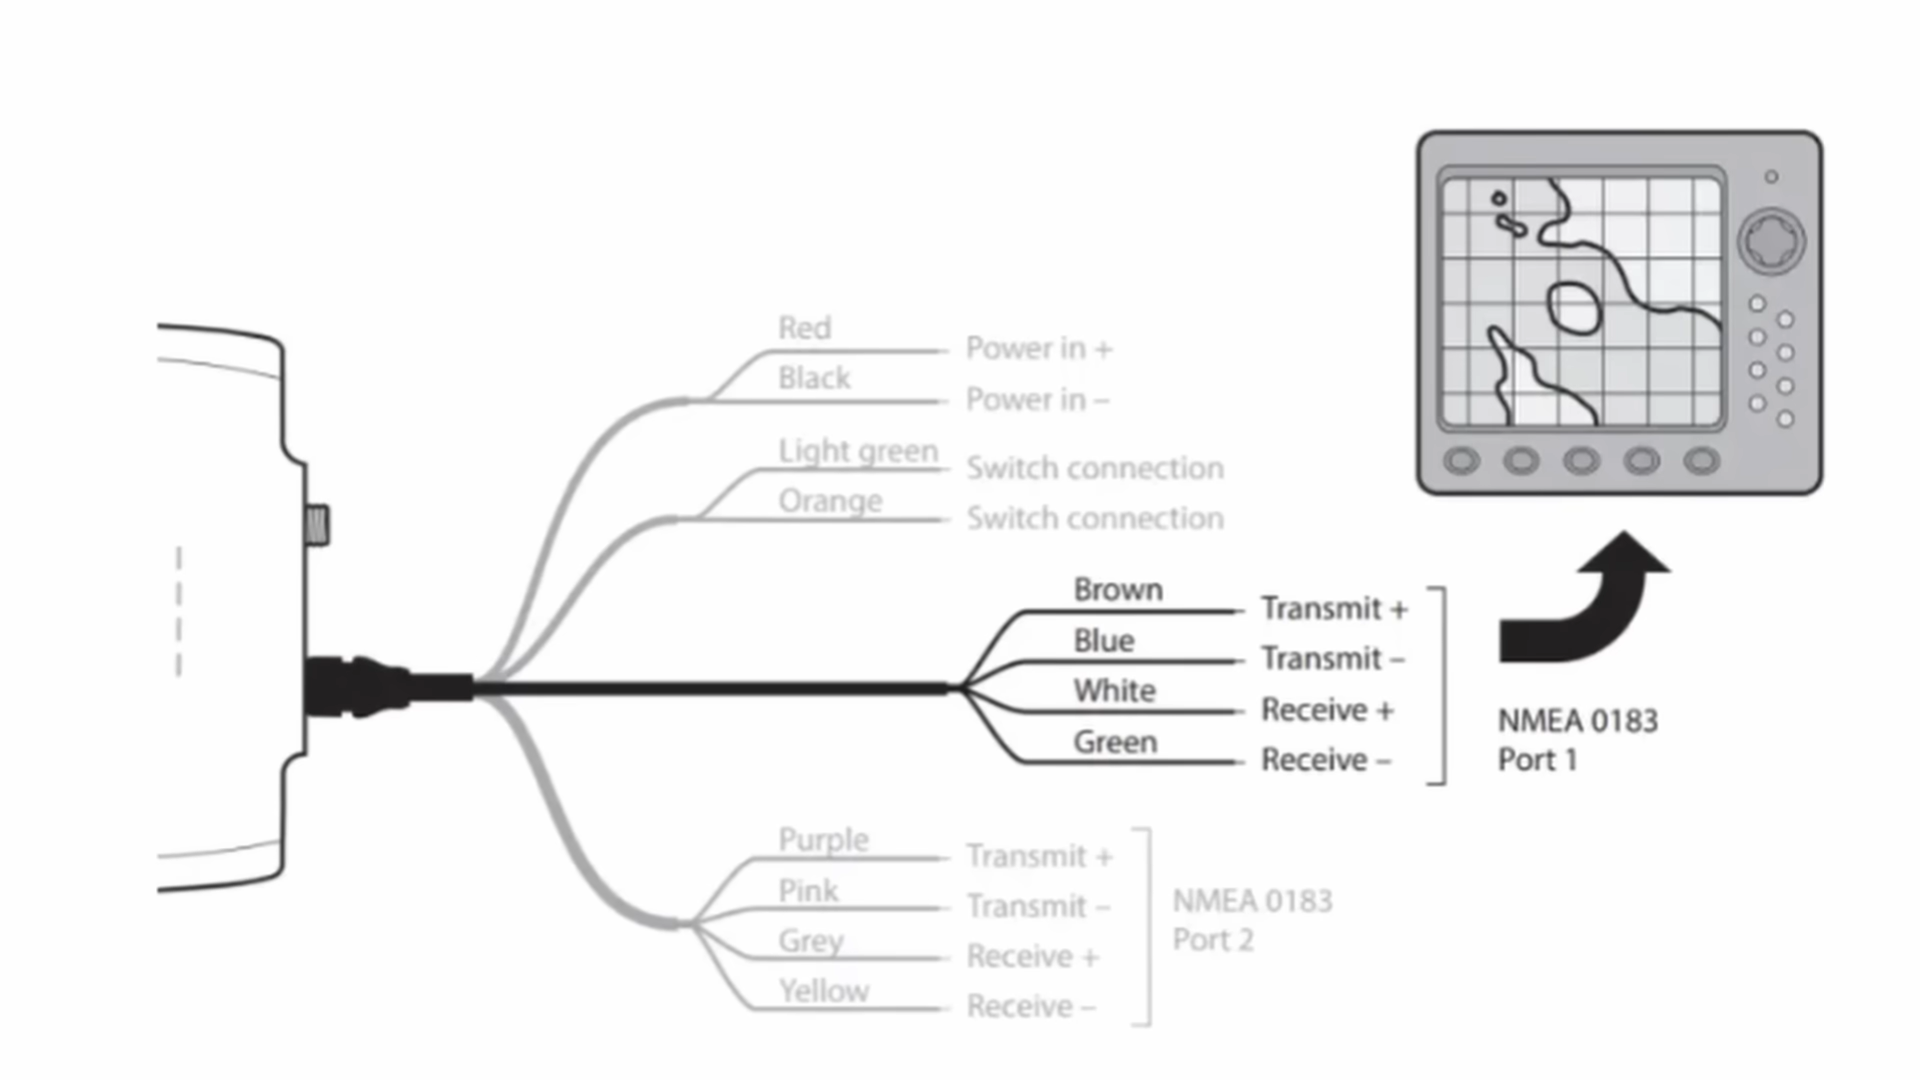 Red
Power in +
Black
Power in –
Light green
Switch connection
Orange
Switch connection
Brown
Transmit +
Blue
Transmit –
White
Receive +
Green
Receive –
NMEA 0183
Port 1
Purple
Transmit +
Pink
Transmit –
Grey
Receive +
Yellow
Receive –
NMEA 0183
Port 2